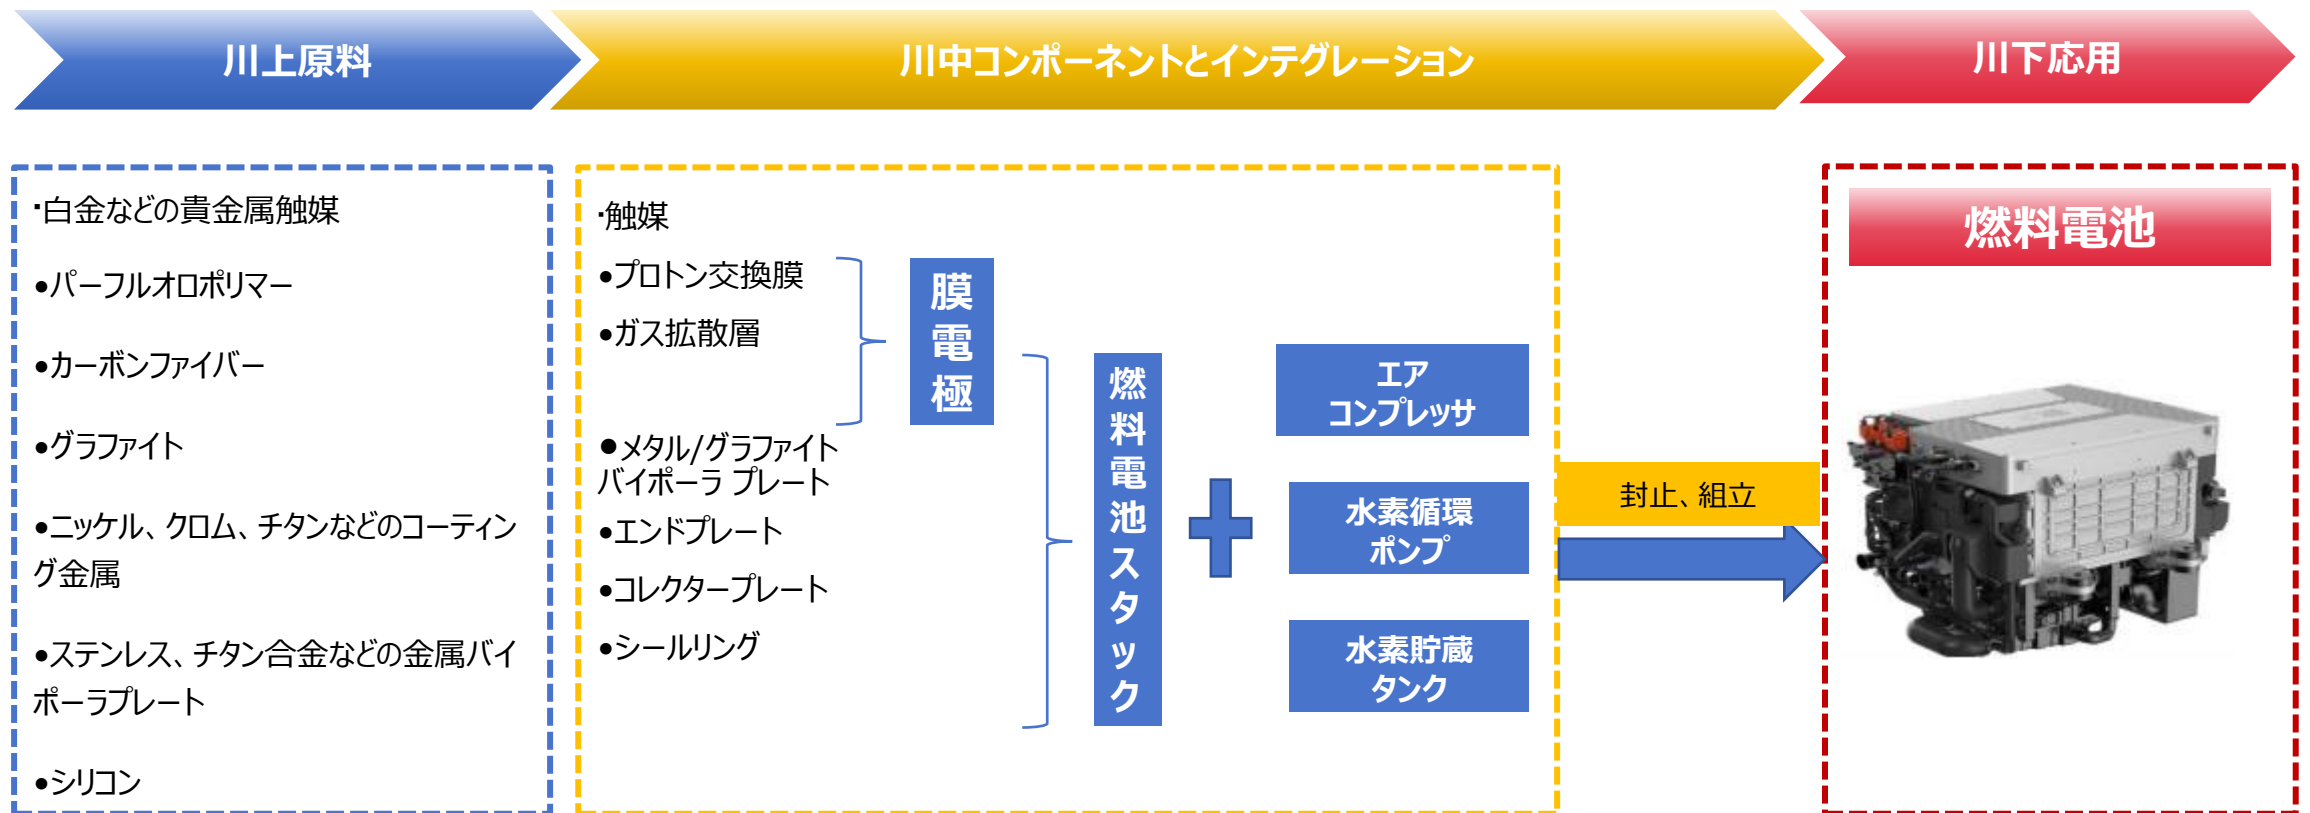 川上原料
川中コンポーネントとインテグレーション
川下応用
·白金などの貴金属触媒
●パーフルオロポリマー
●カーボンファイバー
●グラファイト
●ニッケル、クロム、チタンなどのコーティン
グ金属
●ステンレス、チタン合金などの金属バイ
ポーラプレート
●シリコン
·触媒
●プロトン交換膜
●ガス拡散層
●メタル/グラファイト
バイポーラ プレート
●エンドプレート
●コレクタープレート
●シールリング
膜電極
燃料電池スタック
エア
コンプレッサ
水素循環
ポンプ
水素貯蔵
タンク
封止、組立
燃料電池